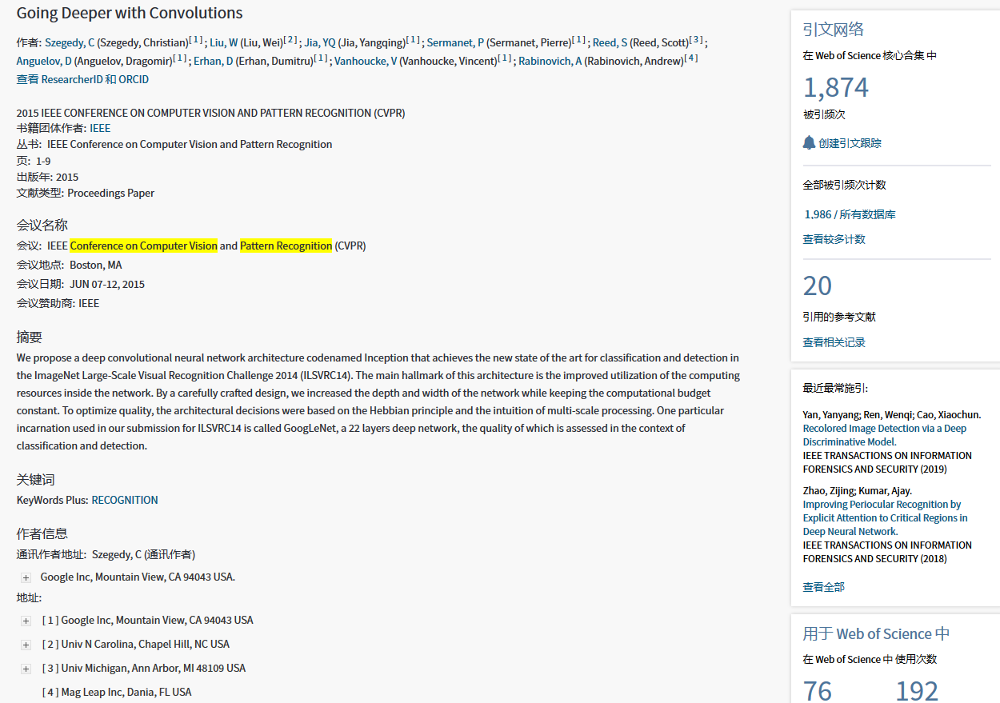 Going Deeper with Convolutions
作者: Szegedy, C (Szegedy, Christian)[ 1 ] ; Liu, W (Liu, Wei)[ 2 ] ; Jia, YQ (Jia, Yangqing)[ 1 ] ; Sermanet, P (Sermanet, Pierre)[ 1 ] ; Reed, S (Reed, Scott)[ 3 ] ;
Anguelov, D (Anguelov, Dragomir)[ 1 ] ; Erhan, D (Erhan, Dumitru)[ 1 ] ; Vanhoucke, V (Vanhoucke, Vincent)[ 1 ] ; Rabinovich, A (Rabinovich, Andrew)[ 4 ]
查看 ResearcherID 和 ORCID
2015 IEEE CONFERENCE ON COMPUTER VISION AND PATTERN RECOGNITION (CVPR)
书籍团体作者: IEEE
丛书: IEEE Conference on Computer Vision and Pattern Recognition
页: 1-9
出版年: 2015
文献类型: Proceedings Paper
会议名称
会议: IEEE Conference on Computer Vision and Pattern Recognition (CVPR)
会议地点: Boston, MA
会议日期: JUN 07-12, 2015
会议赞助商: IEEE
摘要
We propose a deep convolutional neural network architecture codenamed Inception that achieves the new state of the art for classification and detection in
the ImageNet Large-Scale Visual Recognition Challenge 2014 (ILSVRC14). The main hallmark of this architecture is the improved utilization of the computing
resources inside the network. By a carefully crafted design, we increased the depth and width of the network while keeping the computational budget
constant. To optimize quality, the architectural decisions were based on the Hebbian principle and the intuition of multi-scale processing. One particular
incarnation used in our submission for ILSVRC14 is called GoogLeNet, a 22 layers deep network, the quality of which is assessed in the context of
classification and detection.
关键词
KeyWords Plus: RECOGNITION
作者信息
通讯作者地址: Szegedy, C (通讯作者)
Google Inc, Mountain View, CA 94043 USA.
地址:
[ 1 ] Google Inc, Mountain View, CA 94043 USA
[ 2 ] Univ N Carolina, Chapel Hill, NC USA
[ 3 ] Univ Michigan, Ann Arbor, MI 48109 USA
[ 4 ] Mag Leap Inc, Dania, FL USA
引文网络
在 Web of Science 核心合集 中
1,874
被引频次
创建引文跟踪
全部被引频次计数
1,986 / 所有数据库
查看较多计数
20
引用的参考文献
查看相关记录
最近最常施引:
Yan, Yanyang; Ren, Wenqi; Cao, Xiaochun.
Recolored Image Detection via a Deep
Discriminative Model.
IEEE TRANSACTIONS ON INFORMATION
FORENSICS AND SECURITY (2019)
Zhao, Zijing; Kumar, Ajay.
Improving Periocular Recognition by
Explicit Attention to Critical Regions in
Deep Neural Network.
IEEE TRANSACTIONS ON INFORMATION
FORENSICS AND SECURITY (2018)
查看全部
用于 Web of Science 中
在 Web of Science 中 使用次数
76 192